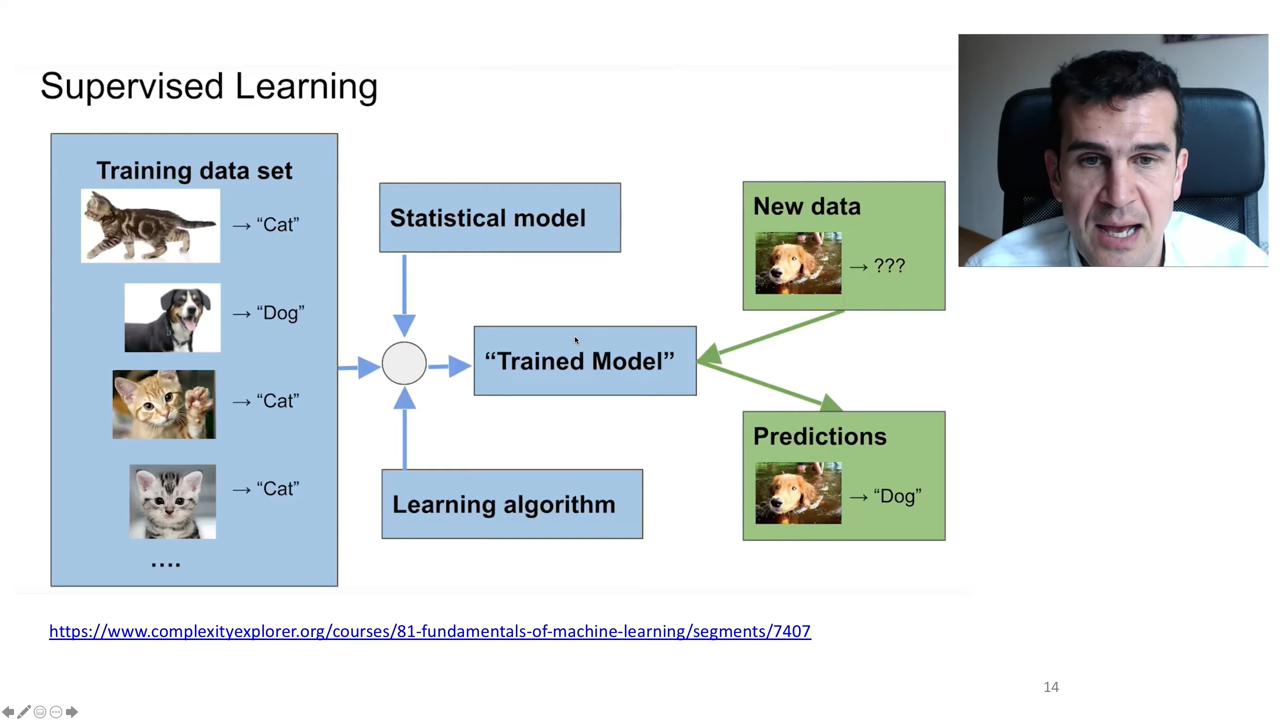 Supervised Learning
Training data set
→ “Cat”
→ “Dog”
→ “Cat”
→ “Cat”
....
Statistical model
“Trained Model”
Learning algorithm
New data
→ ???
Predictions
→ “Dog”
https://www.complexityexplorer.org/courses/81-fundamentals-of-machine-learning/segments/7407
14